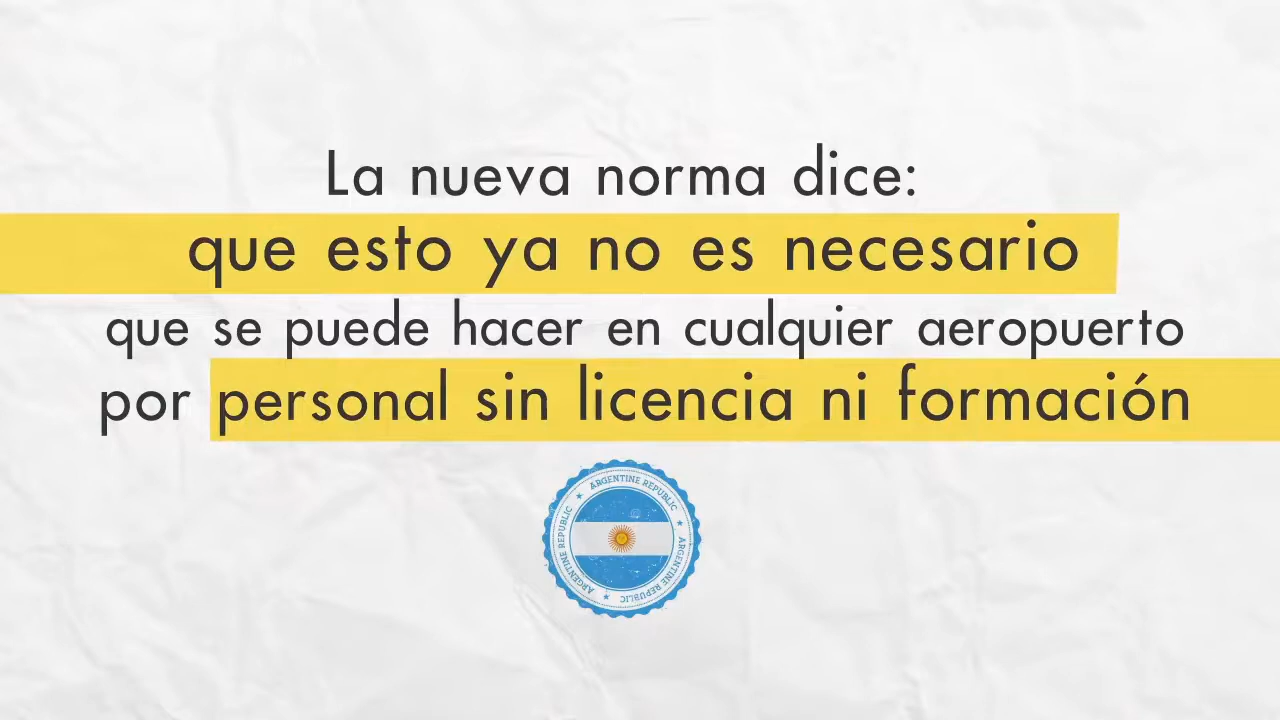 La nueva norma dice:
que esto ya no es necesario
que se puede hacer en cualquier aeropuerto
por personal sin licencia ni formación
ARGENTINE REPUBLIC
ARGENTINE REPUBLIC
ARGENTINE REPUBLIC